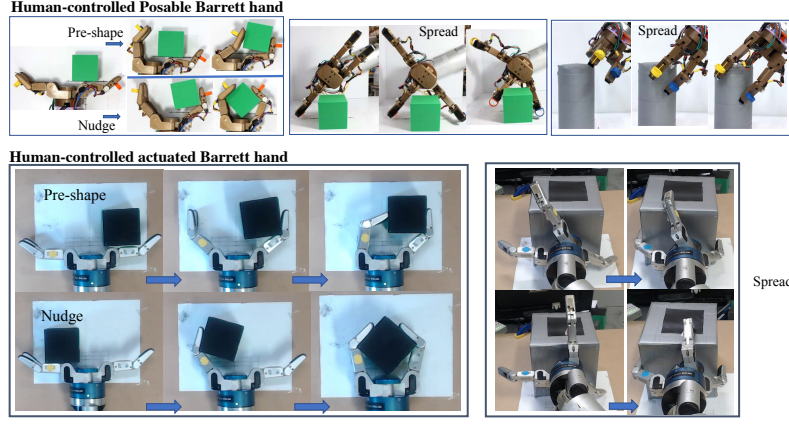 Human-controlled Posable Barrett hand
Pre-shape
Nudge
Spread
Spread
Human-controlled actuated Barrett hand
Pre-shape
Nudge
Spread